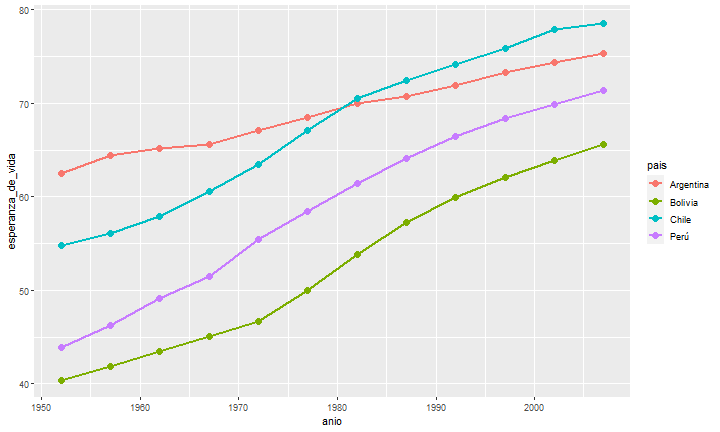 80
70
60
50
40
esperanza_de_vida
1950
1960
1970
1980
1990
2000
anio
pais
Argentina
Bolivia
Chile
Perú